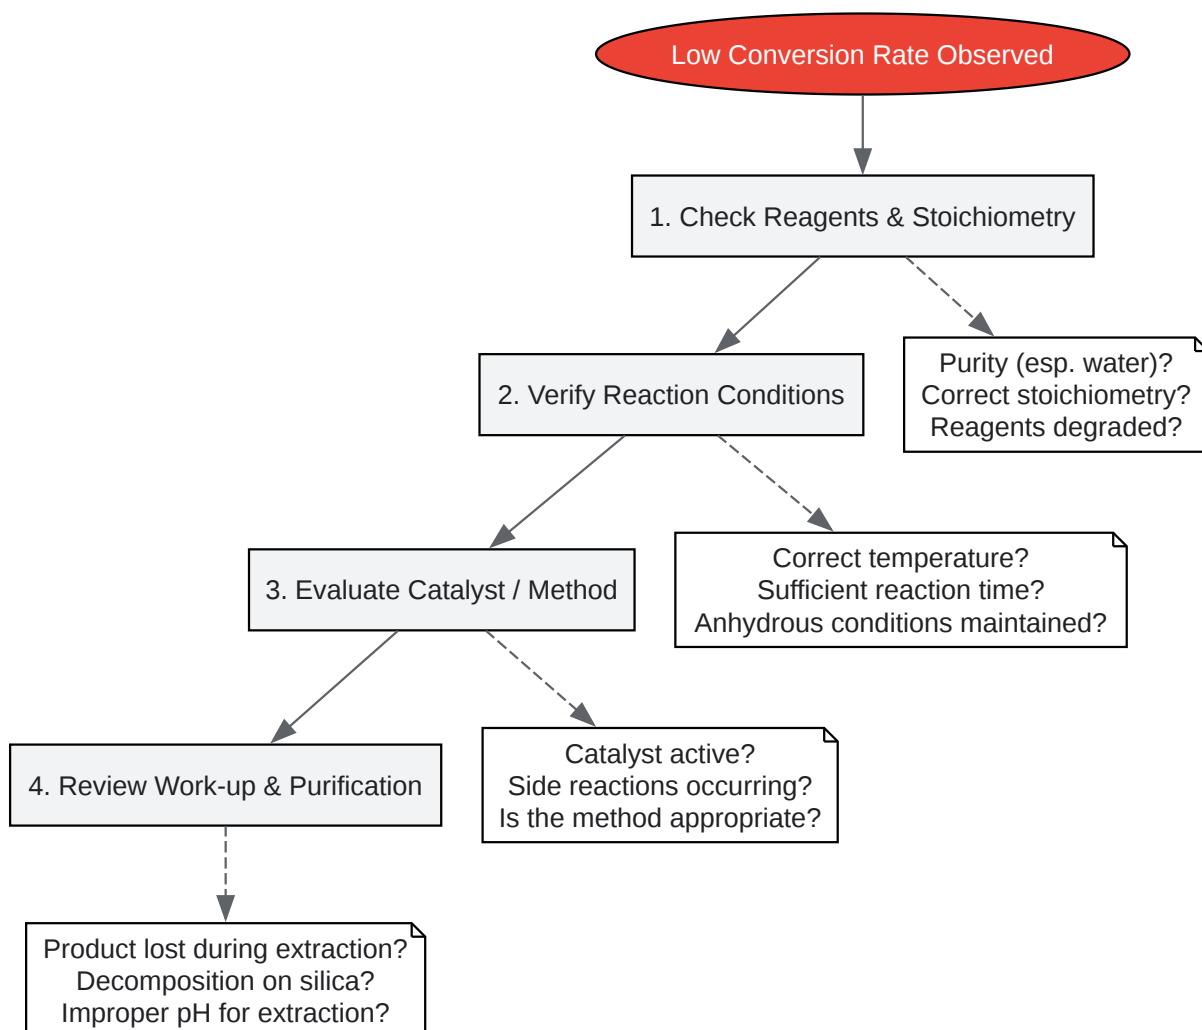 Low Conversion Rate Observed
1. Check Reagents & Stoichiometry
2. Verify Reaction Conditions
Purity (esp. water)?
Correct stoichiometry?
Reagents degraded?
3. Evaluate Catalyst / Method
Correct temperature?
Sufficient reaction time?
Anhydrous conditions maintained?
4. Review Work-up & Purification
Catalyst active?
Side reactions occurring?
Is the method appropriate?
Product lost during extraction?
Decomposition on silica?
Improper pH for extraction?